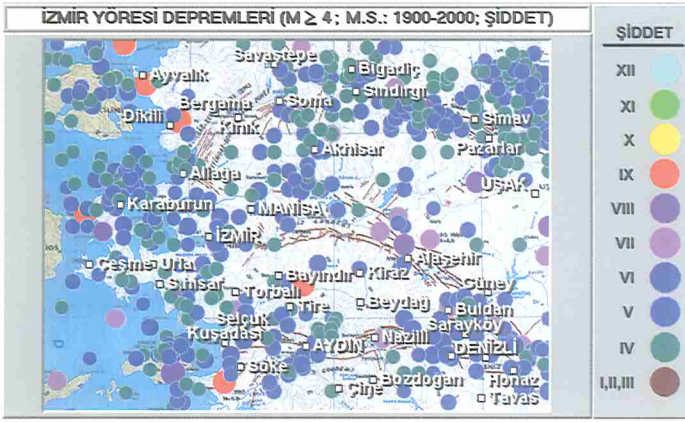 İZMİR YÖRESİ DEPREMLERİ (M ≥ 4; M.S.: 1900-2000; ŞİDDET)
ŞİDDET
XII
XI
X
IX
VIII
VII
VI
V
IV
I,II,III
Savaştepe
Ayvalık
Bigadiç
Sındırgı
Bergama
Soma
Dikili
Kınık
Simav
Akhisar
Pazarlar
Aliağa
UŞAK
Karaburun
MANİSA
İZMİR
Çeşme
Urla
Alaşehir
Bayındır
Kiraz
S.hisar
Torbalı
Güney
Tire
Beydağ
Buldan
Selçuk
Sarayköy
Kuşadası
AYDIN
Nazilli
DENİZLİ
Söke
Bozdoğan
Honaz
Çine
Tavas